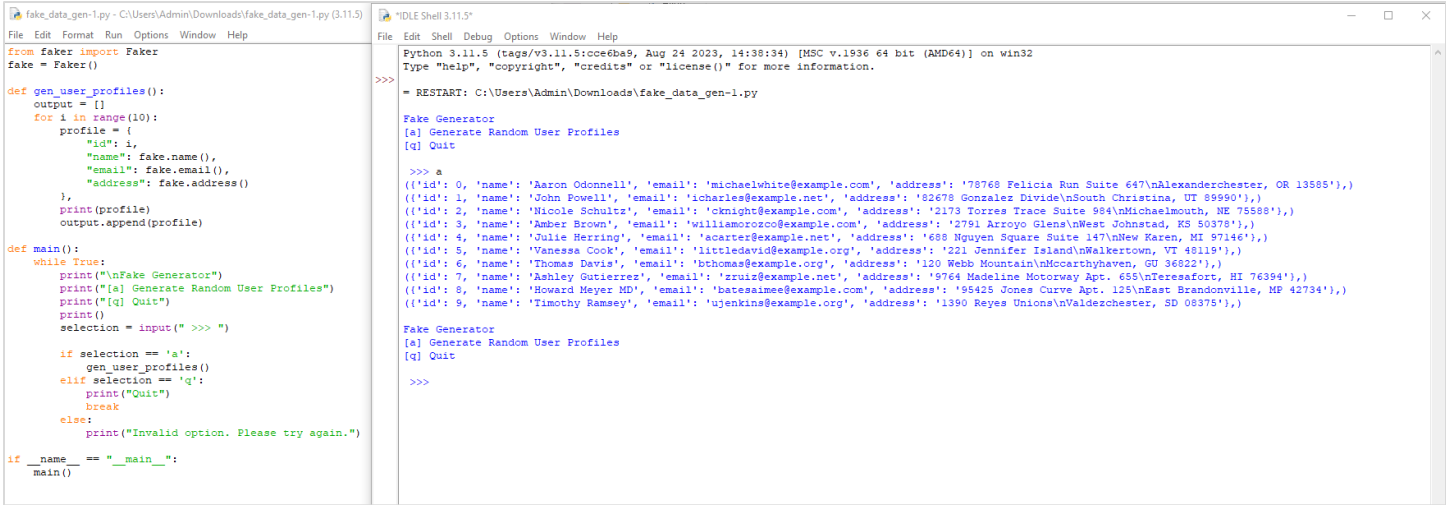 fake_data_gen-1.py - C:\Users\Admin\Downloads\fake_data_gen-1.py (3.11.5)
File Edit Format Run Options Window Help
from faker import Faker
fake = Faker()

def gen_user_profiles():
    output = []
    for i in range(10):
        profile = {
            "id": i,
            "name": fake.name(),
            "email": fake.email(),
            "address": fake.address()
        },
        print(profile)
        output.append(profile)

def main():
    while True:
        print("\nFake Generator")
        print("[a] Generate Random User Profiles")
        print("[q] Quit")
        print()
        selection = input(" >>> ")

        if selection == 'a':
            gen_user_profiles()
        elif selection == 'q':
            print("Quit")
            break
        else:
            print("Invalid option. Please try again.")

if __name__ == "__main__":
    main()
*IDLE Shell 3.11.5*
File Edit Shell Debug Options Window Help
Python 3.11.5 (tags/v3.11.5:cce6ba9, Aug 24 2023, 14:38:34) [MSC v.1936 64 bit (AMD64)] on win32
Type "help", "copyright", "credits" or "license()" for more information.
>>>
= RESTART: C:\Users\Admin\Downloads\fake_data_gen-1.py

Fake Generator
[a] Generate Random User Profiles
[q] Quit

 >>> a
({'id': 0, 'name': 'Aaron Odonnell', 'email': 'michaelwhite@example.com', 'address': '78768 Felicia Run Suite 647\nAlexanderchester, OR 13585'},)
({'id': 1, 'name': 'John Powell', 'email': 'icharles@example.net', 'address': '82678 Gonzalez Divide\nSouth Christina, UT 89990'},)
({'id': 2, 'name': 'Nicole Schultz', 'email': 'cknight@example.com', 'address': '2173 Torres Trace Suite 984\nMichaelmouth, NE 75588'},)
({'id': 3, 'name': 'Amber Brown', 'email': 'williamorozco@example.com', 'address': '2791 Arroyo Glens\nWest Johnstad, KS 50378'},)
({'id': 4, 'name': 'Julie Herring', 'email': 'acarter@example.net', 'address': '688 Nguyen Square Suite 147\nNew Karen, MI 97146'},)
({'id': 5, 'name': 'Vanessa Cook', 'email': 'littledavid@example.org', 'address': '221 Jennifer Island\nWalkertown, VT 48119'},)
({'id': 6, 'name': 'Thomas Davis', 'email': 'bthomas@example.org', 'address': '120 Webb Mountain\nMccarthyhaven, GU 36822'},)
({'id': 7, 'name': 'Ashley Gutierrez', 'email': 'zruiz@example.net', 'address': '9764 Madeline Motorway Apt. 655\nTeresafort, HI 76394'},)
({'id': 8, 'name': 'Howard Meyer MD', 'email': 'batesaimee@example.com', 'address': '95425 Jones Curve Apt. 125\nEast Brandonville, MP 42734'},)
({'id': 9, 'name': 'Timothy Ramsey', 'email': 'ujenkins@example.org', 'address': '1390 Reyes Unions\nValdezchester, SD 08375'},)

Fake Generator
[a] Generate Random User Profiles
[q] Quit

 >>>